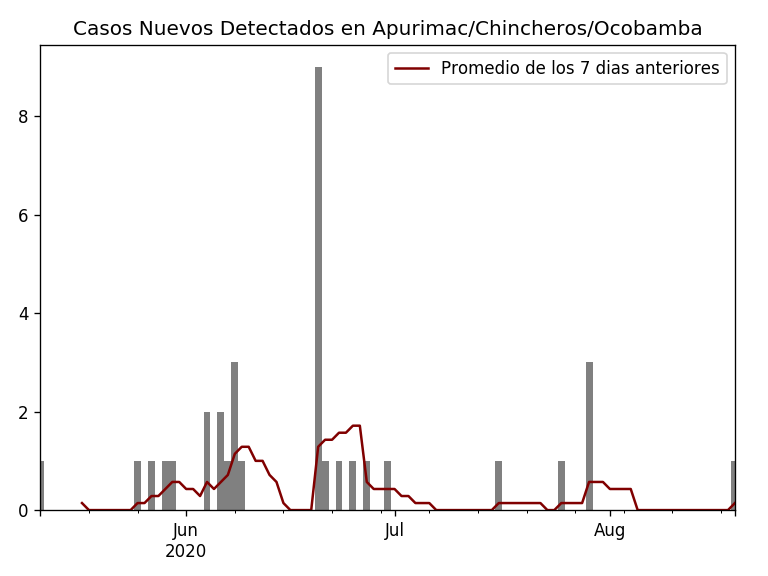 Casos Nuevos Detectados en Apurimac/Chincheros/Ocobamba
Promedio de los 7 dias anteriores
8
6
4
2
0
Jun
2020
Jul
Aug